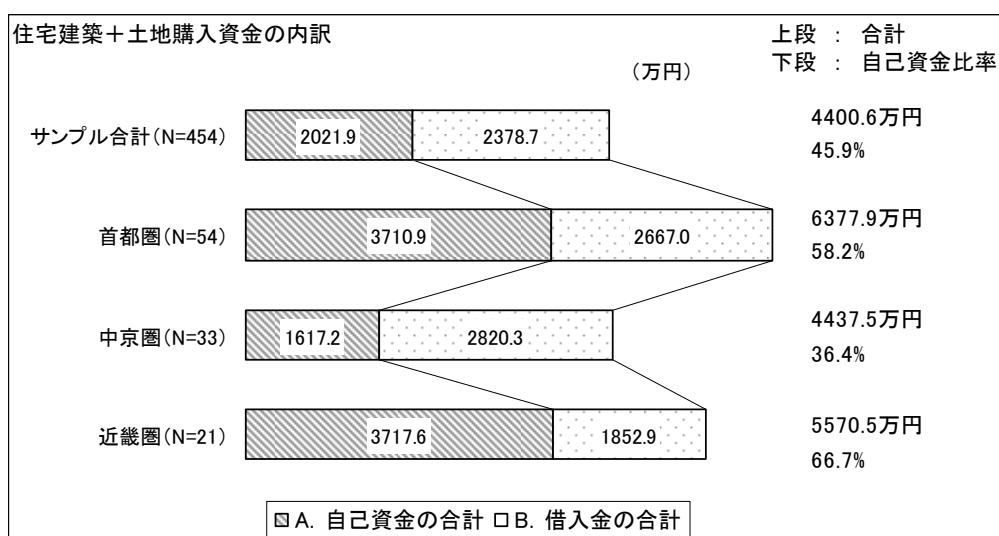 住宅建築＋土地購入資金の内訳
上段 ： 合計
下段 ： 自己資金比率
（万円）
サンプル合計（N=454） 2021.9 2378.7 4400.6万円
45.9%
首都圏（N=54） 3710.9 2667.0 6377.9万円
58.2%
中京圏（N=33） 1617.2 2820.3 4437.5万円
36.4%
近畿圏（N=21） 3717.6 1852.9 5570.5万円
66.7%
A. 自己資金の合計 B. 借入金の合計